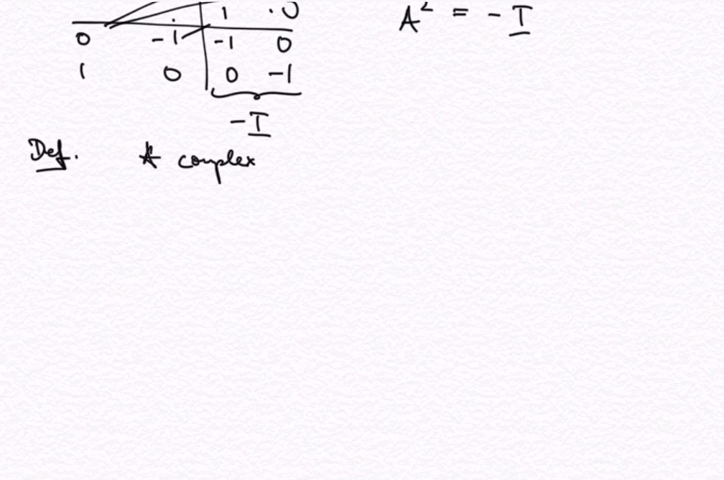 1 0 A² = - I
0 -1 -1 0
1 0 0 -1
- I
Def. A complex